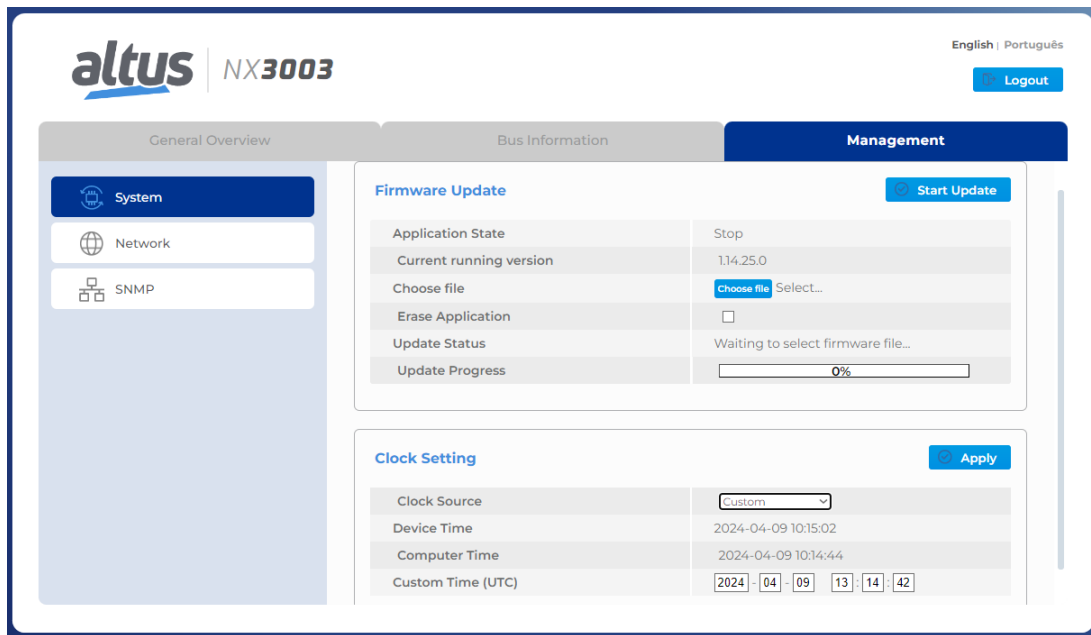 English | Português
altus NX3003
Logout
General Overview Bus Information Management
System
Network
SNMP
Firmware Update Start Update
Application State Stop
Current running version 1.14.25.0
Choose file Choose file Select...
Erase Application
Update Status Waiting to select firmware file...
Update Progress 0%
Clock Setting Apply
Clock Source Custom
Device Time 2024-04-09 10:15:02
Computer Time 2024-04-09 10:14:44
Custom Time (UTC) 2024 - 04 - 09 13 : 14 : 42